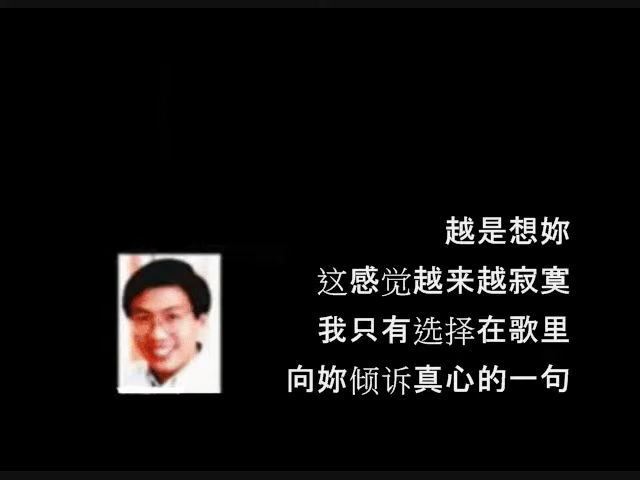 越是想妳
这感觉越来越寂寞
我只有选择在歌里
向妳倾诉真心的一句